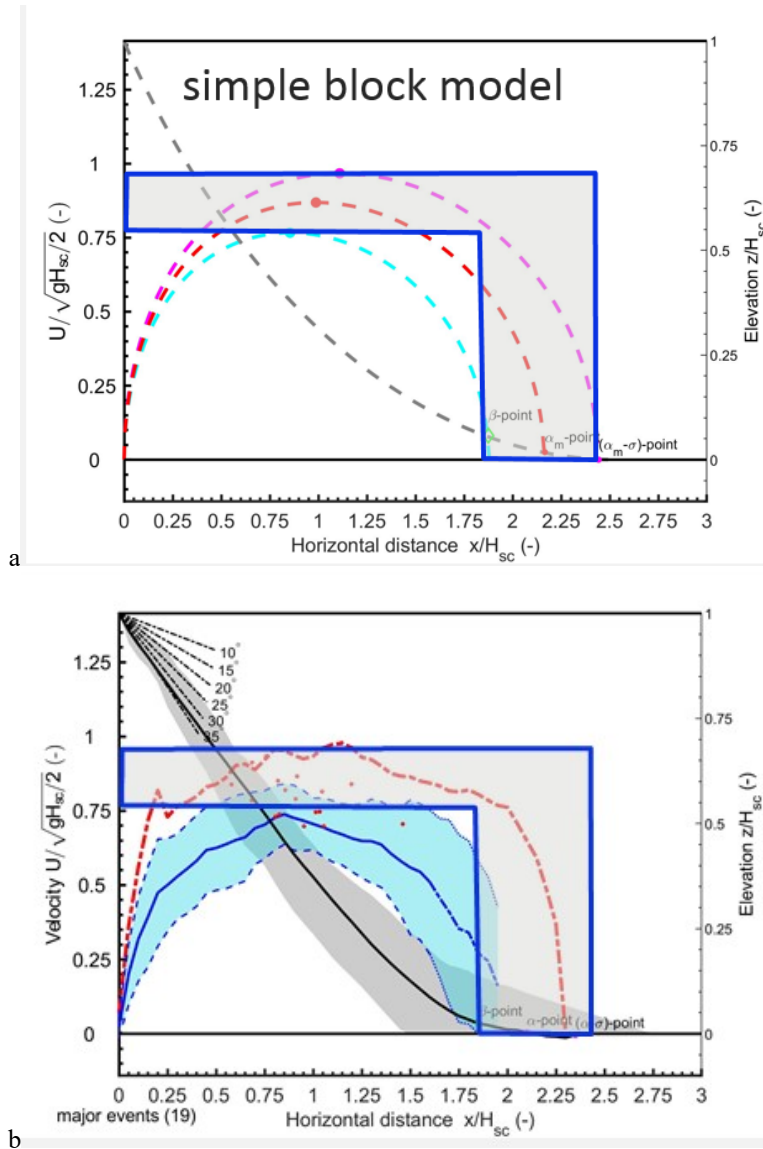 simple block model
1.25
1
0.75
0.5
0.25
0
U/√gH_sc/2 (-)
1
0.75
0.5
0.25
0
Elevation z/H_sc (-)
β-point
α_m-point
(α_m-σ)-point
0 0.25 0.5 0.75 1 1.25 1.5 1.75 2 2.25 2.5 2.75 3
Horizontal distance x/H_sc (-)
a
10°
15°
20°
25°
30°
35°
1.25
1
0.75
0.5
0.25
0
Velocity U/√gH_sc/2 (-)
1
0.75
0.5
0.25
0
Elevation z/H_sc (-)
β-point
α-point
(α-σ)-point
0 0.25 0.5 0.75 1 1.25 1.5 1.75 2 2.25 2.5 2.75 3
major events (19)
Horizontal distance x/H_sc (-)
b